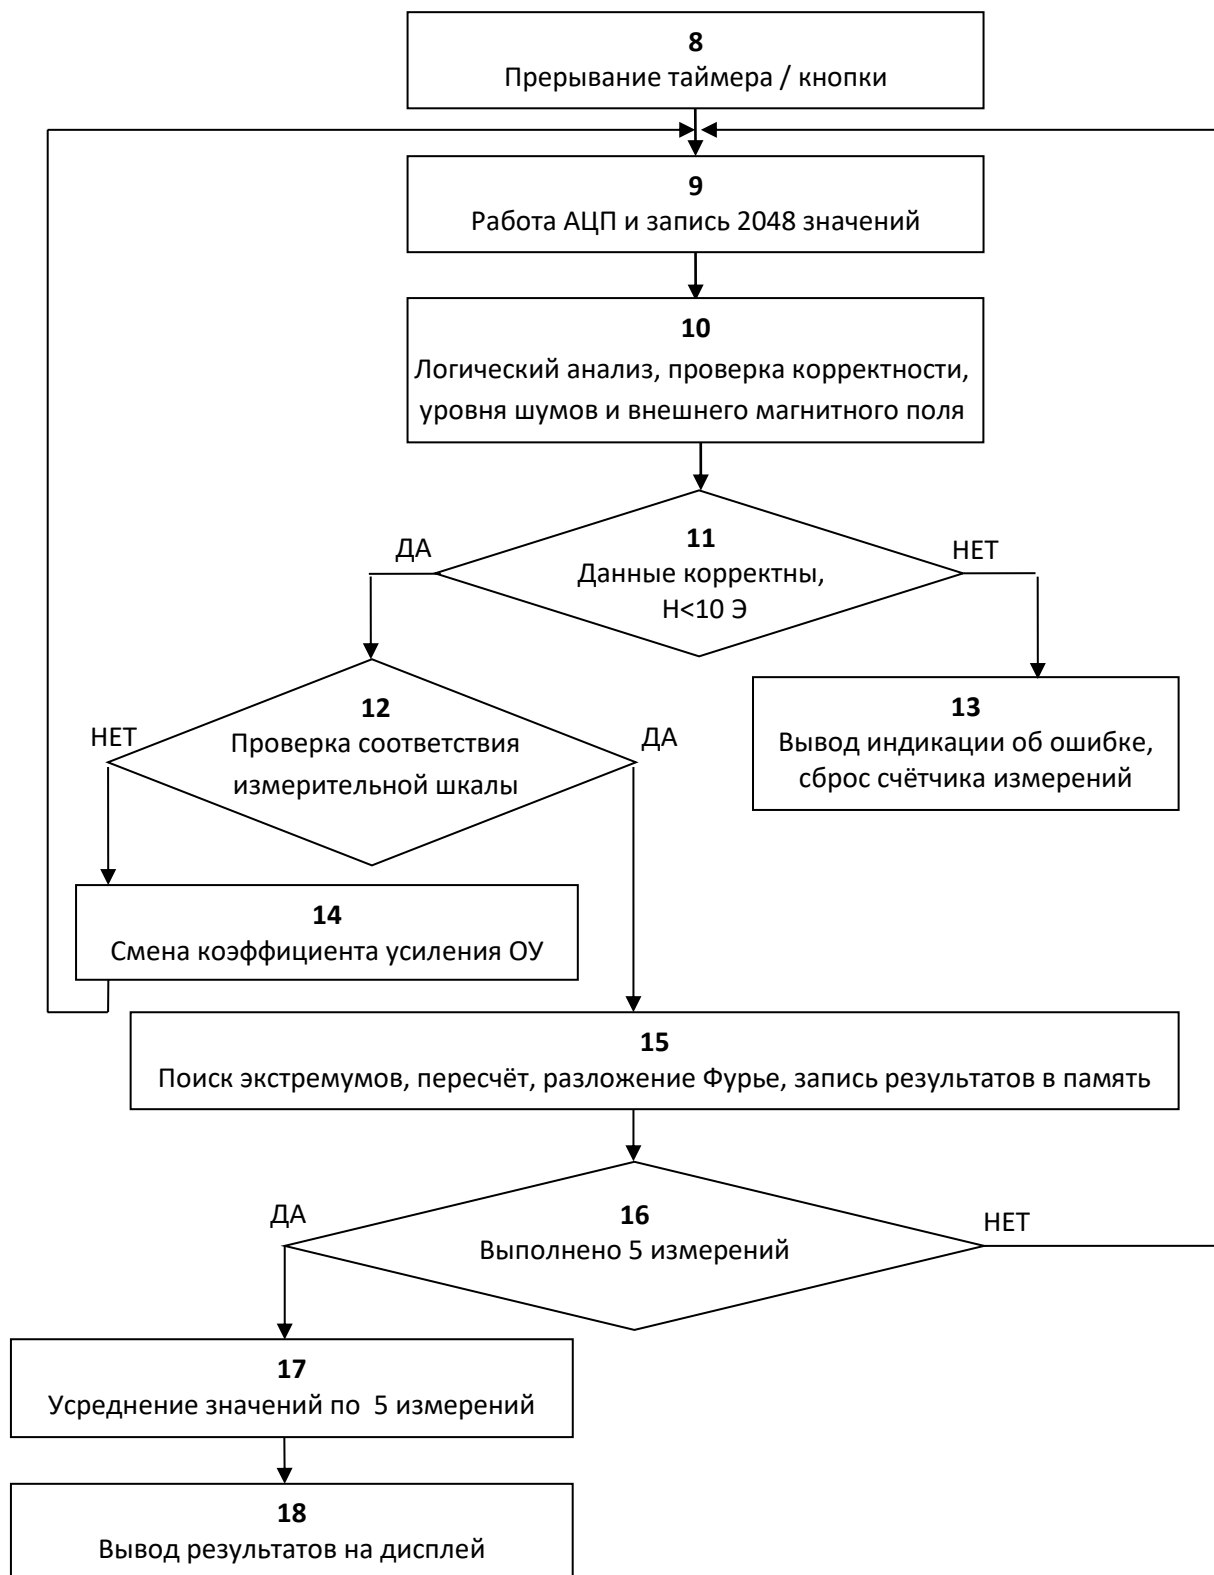 8
Прерывание таймера / кнопки
9
Работа АЦП и запись 2048 значений
10
Логический анализ, проверка корректности,
уровня шумов и внешнего магнитного поля
ДА
11
НЕТ
Данные корректны,
H<10 Э
12
НЕТ
Проверка соответствия
ДА
измерительной шкалы
13
Вывод индикации об ошибке,
сброс счётчика измерений
14
Смена коэффициента усиления ОУ
15
Поиск экстремумов, пересчёт, разложение Фурье, запись результатов в память
ДА
16
НЕТ
Выполнено 5 измерений
17
Усреднение значений по  5 измерений
18
Вывод результатов на дисплей